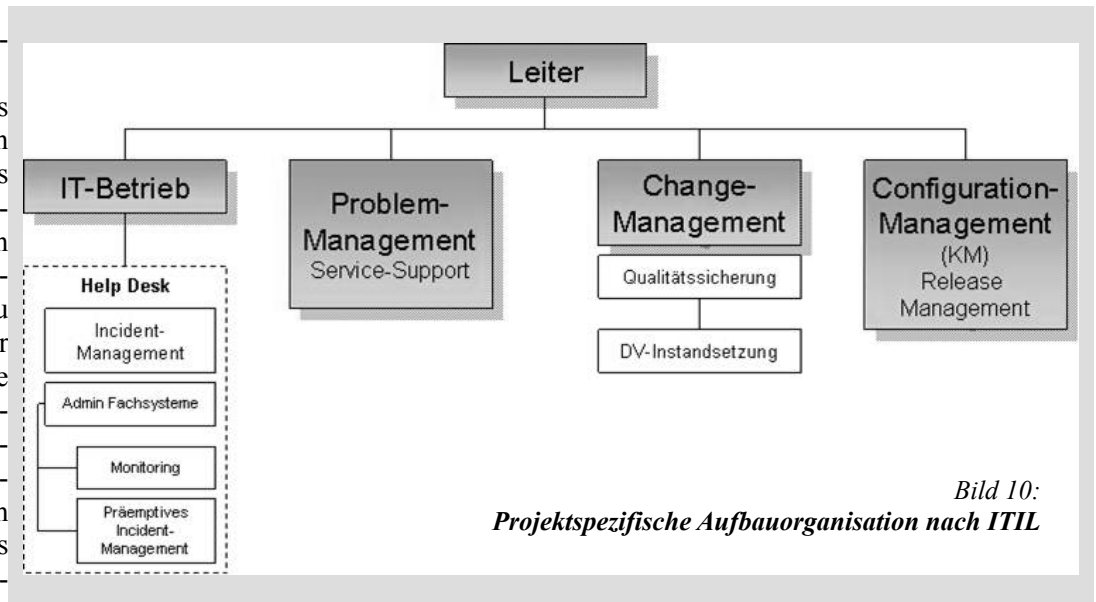 Leiter
IT-Betrieb
Help Desk
Incident-
Management
Admin Fachsysteme
Monitoring
Präemptives
Incident-
Management
Problem-
Management
Service-Support
Change-
Management
Qualitätssicherung
DV-Instandsetzung
Configuration-
Management
(KM)
Release
Management
Bild 10:
Projektspezifische Aufbauorganisation nach ITIL